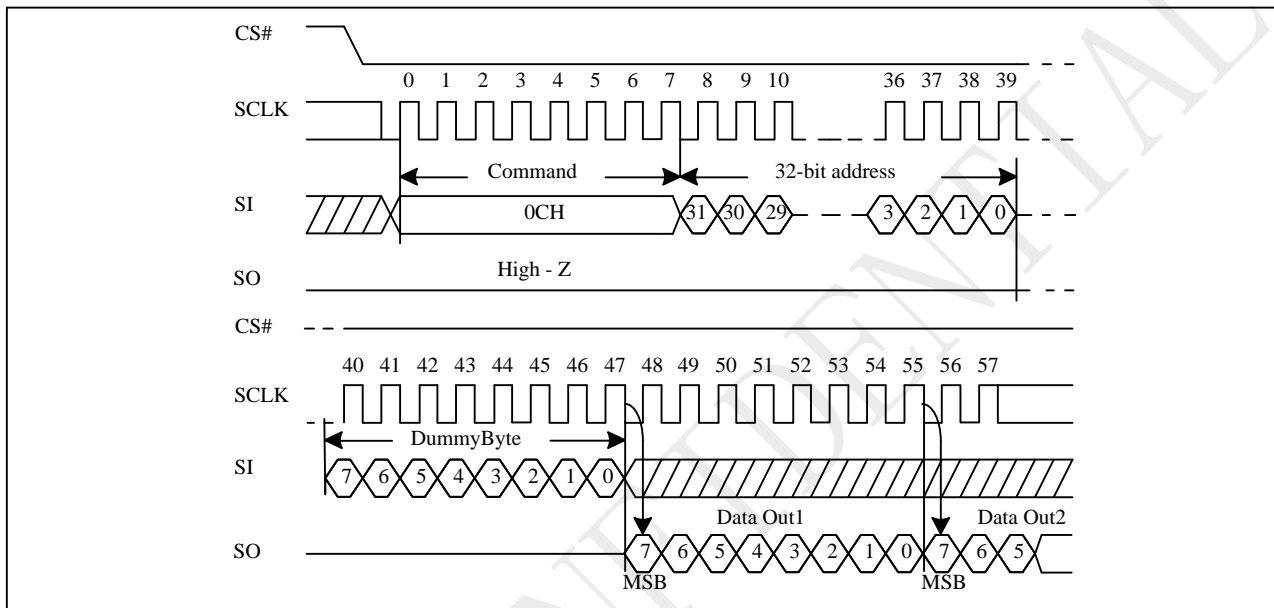 CS#
0 1 2 3 4 5 6 7 8 9 10 36 37 38 39
SCLK
Command 32-bit address
SI 0CH 31 30 29 3 2 1 0
High - Z
SO
CS#
40 41 42 43 44 45 46 47 48 49 50 51 52 53 54 55 56 57
SCLK
DummyByte
SI 7 6 5 4 3 2 1 0
Data Out1 Data Out2
SO 7 6 5 4 3 2 1 0 7 6 5
MSB MSB